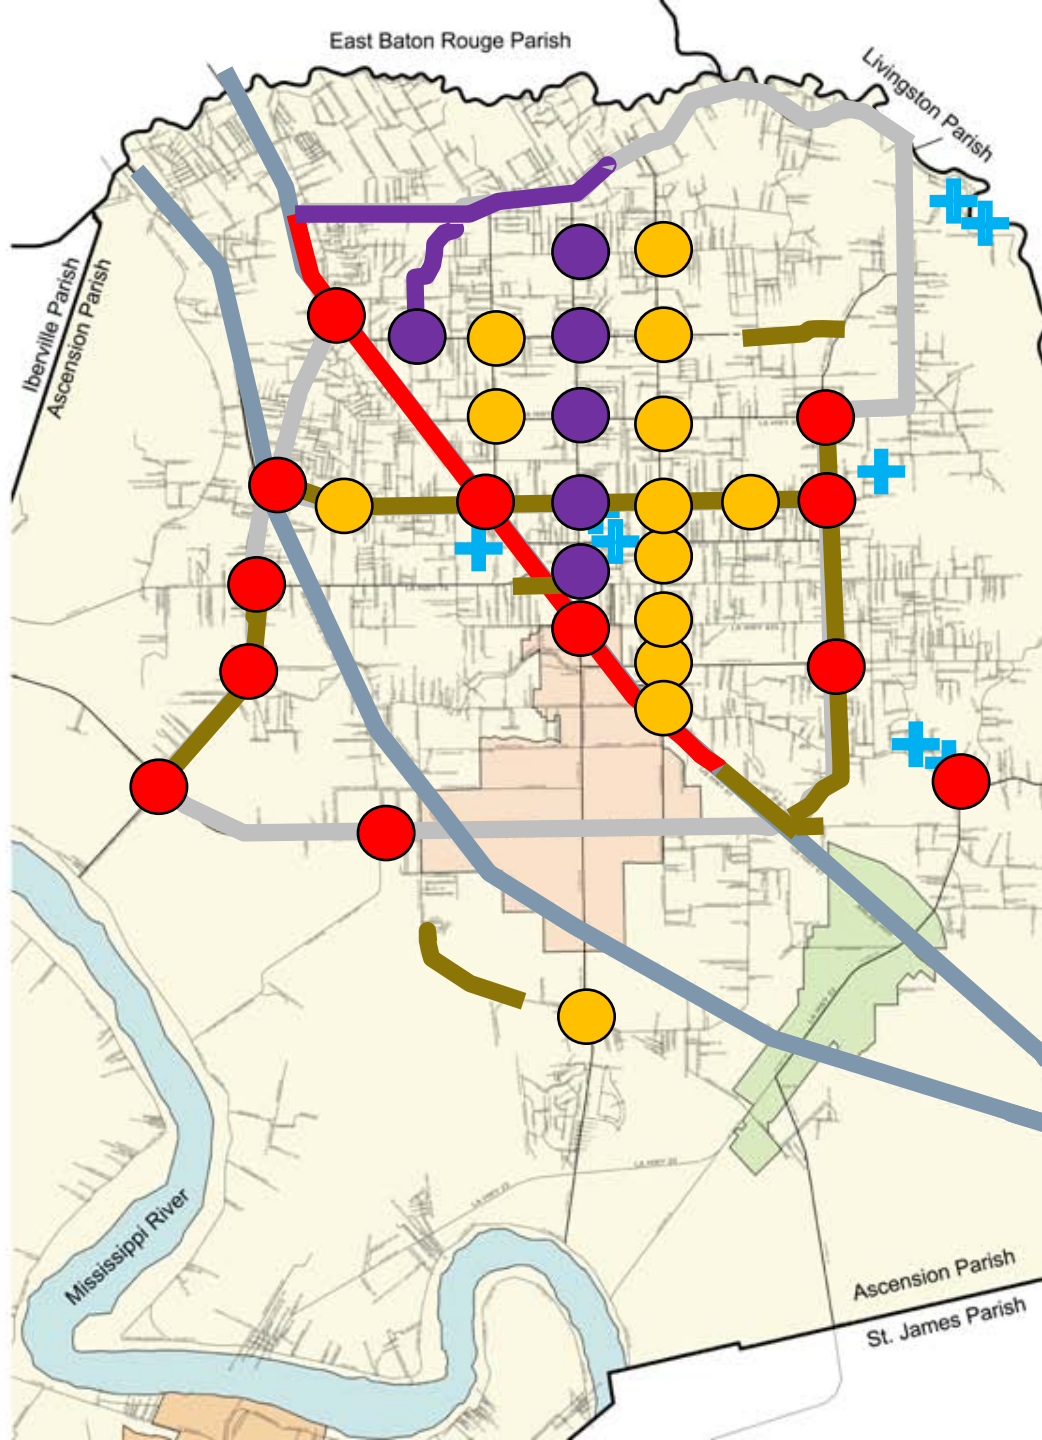 East Baton Rouge Parish
Livingston Parish
Iberville Parish
Ascension Parish
Mississippi River
Ascension Parish
St. James Parish